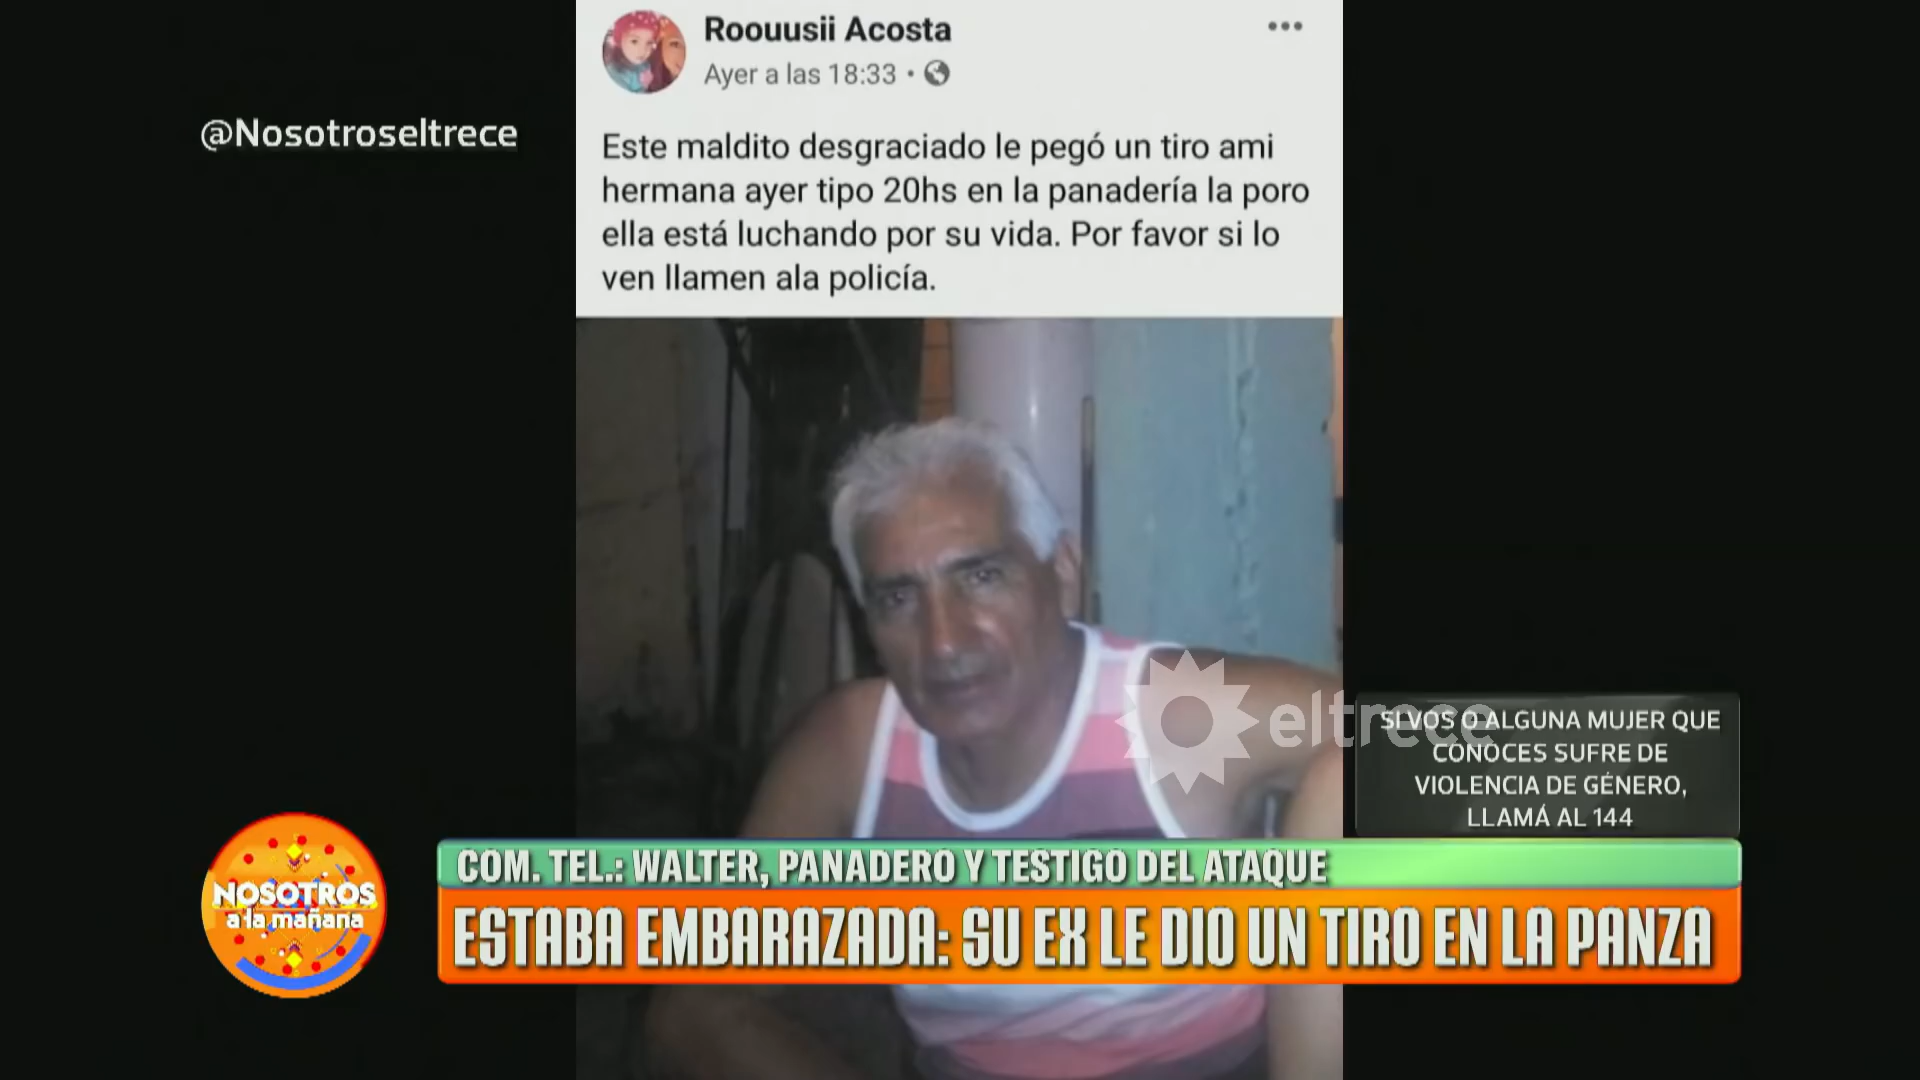 Roouusii Acosta
Ayer a las 18:33
@Nosotroseltrece
Este maldito desgraciado le pegó un tiro ami
hermana ayer tipo 20hs en la panadería la poro
ella está luchando por su vida. Por favor si lo
ven llamen ala policía.
eltrece
SI VOS O ALGUNA MUJER QUE
CONOCES SUFRE DE
VIOLENCIA DE GÉNERO,
LLAMÁ AL 144
COM. TEL.: WALTER, PANADERO Y TESTIGO DEL ATAQUE
NOSOTROS
a la mañana
ESTABA EMBARAZADA: SU EX LE DIO UN TIRO EN LA PANZA